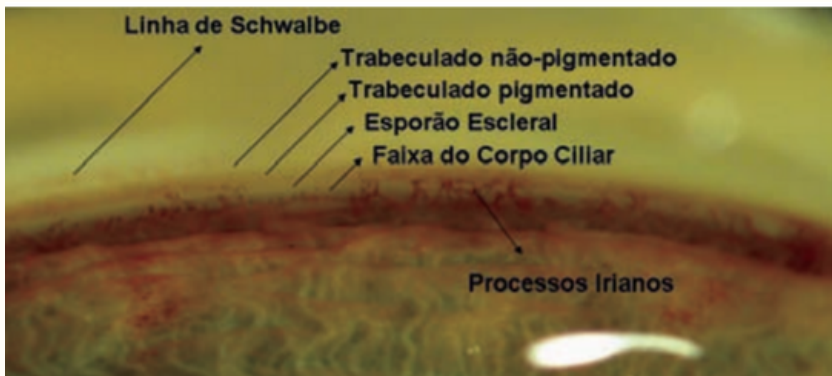 Linha de Schwalbe
Trabeculado não-pigmentado
Trabeculado pigmentado
Esporão Escleral
Faixa do Corpo Ciliar
Processos Irianos